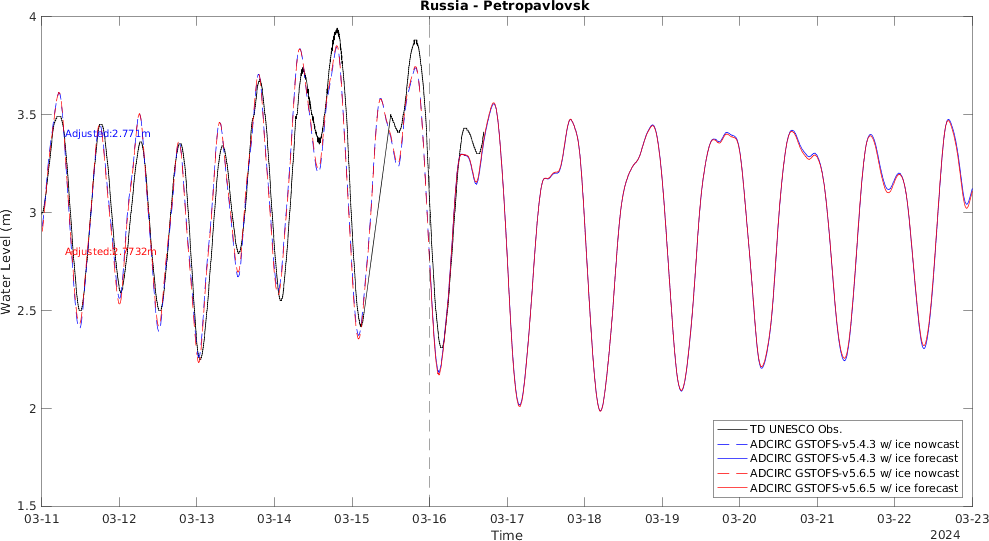 Russia - Petropavlovsk
4
3.5
3
2.5
2
1.5
Water Level (m)
Adjusted:2.771m
Adjusted:2.7732m
TD UNESCO Obs.
ADCIRC GSTOFS-v5.4.3 w/ ice nowcast
ADCIRC GSTOFS-v5.4.3 w/ ice forecast
ADCIRC GSTOFS-v5.6.5 w/ ice nowcast
ADCIRC GSTOFS-v5.6.5 w/ ice forecast
03-11 03-12 03-13 03-14 03-15 03-16 03-17 03-18 03-19 03-20 03-21 03-22 03-23
Time
2024